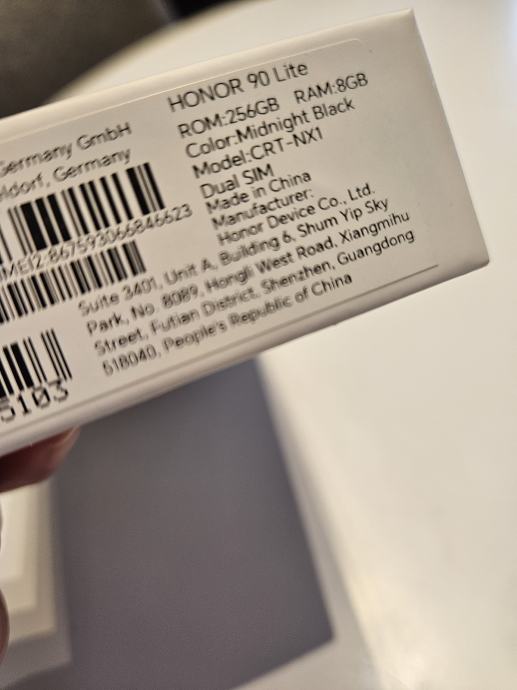 HONOR 90 Lite
ROM:256GB RAM:8GB
Color:Midnight Black
Model:CRT-NX1
Dual SIM
Made in China
Manufacturer:
Honor Device Co., Ltd.
Suite 3401, Unit A, Building 6, Shum Yip Sky
Park, No. 8089, Hongli West Road, Xiangmihu
Street, Futian District, Shenzhen, Guangdong
518040, People's Republic of China
Germany GmbH
ldorf, Germany
MEI2:867593066846623
5103